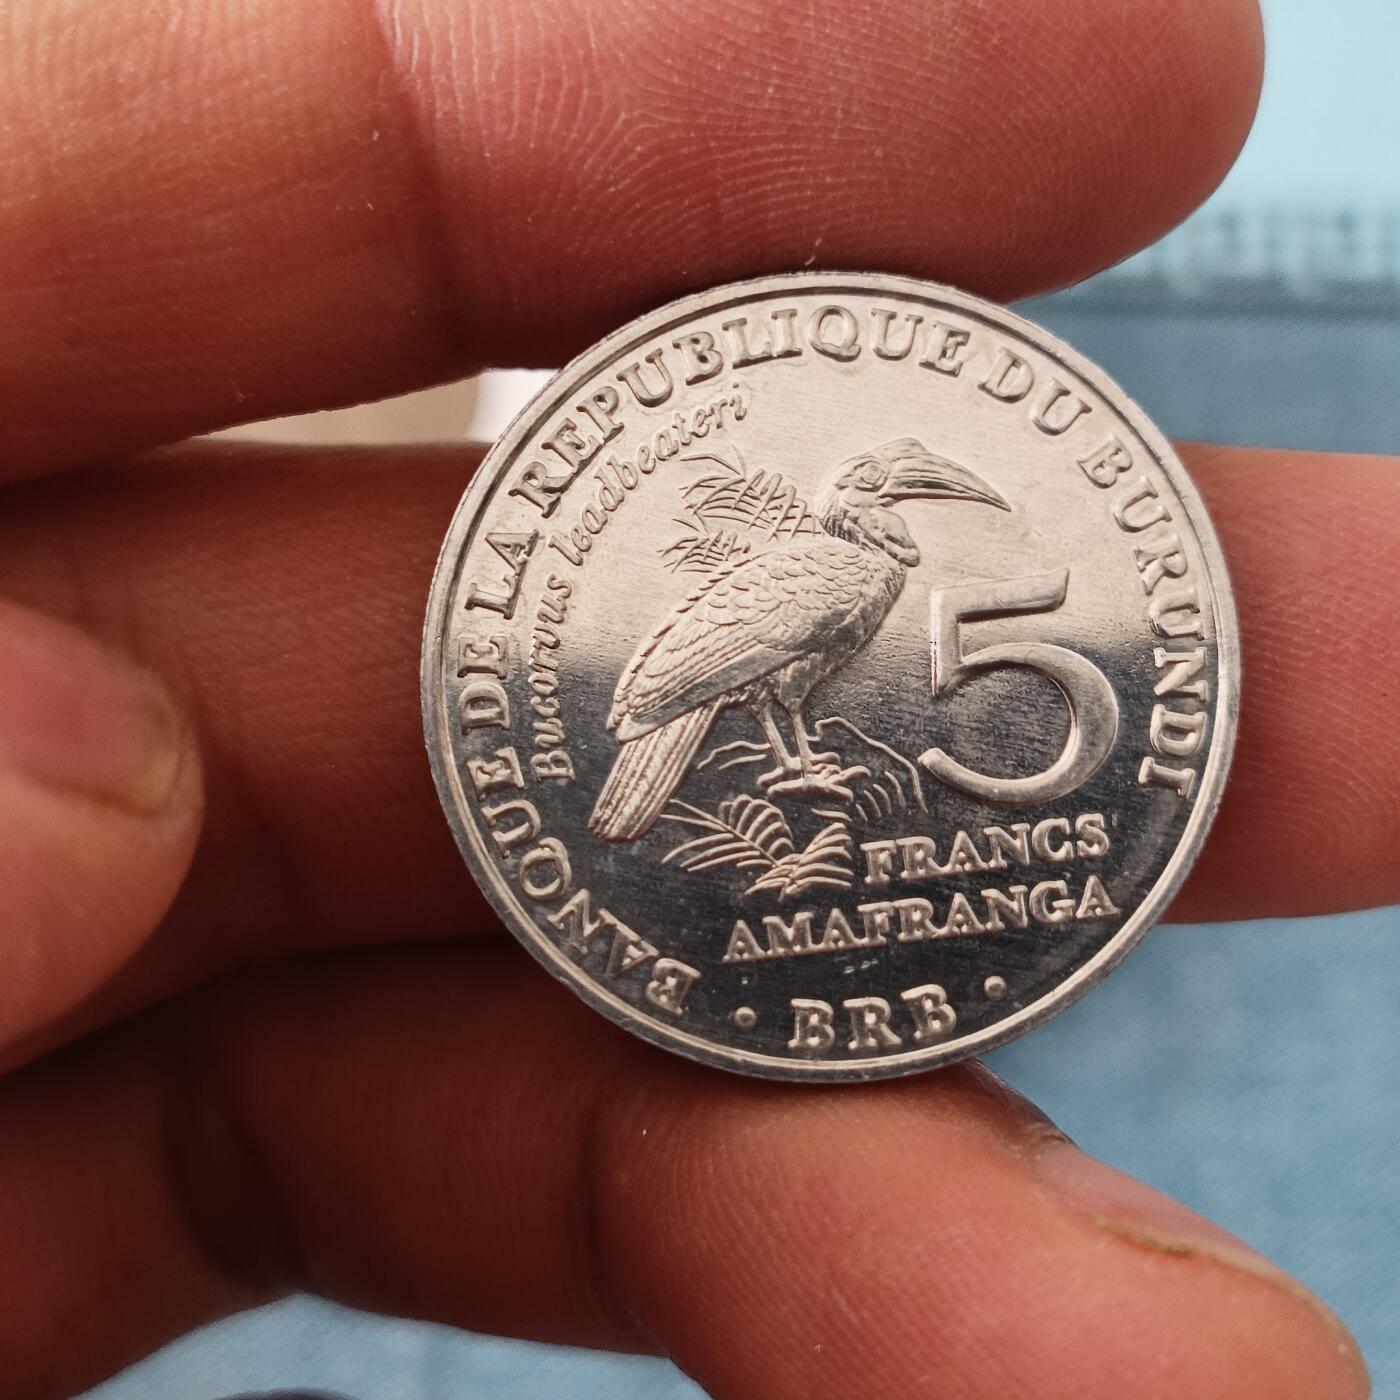 BANQUE DE LA REPUBLIQUE DU BURUNDI
Bucorvus leadbeateri
5
FRANCS
AMAFRANGA
· BRB ·